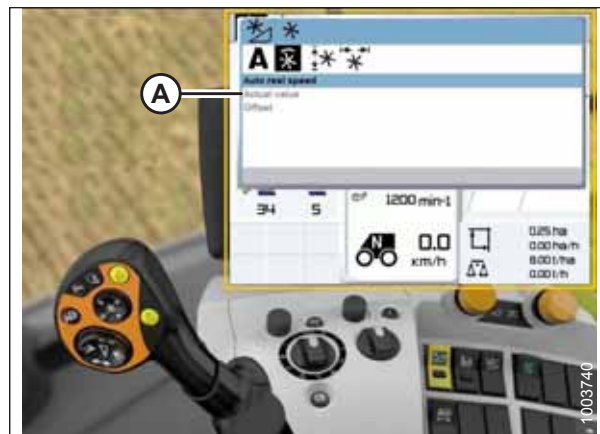 A
Auto reel speed
A
Actual value
Offset
34
5
1200 min-1
N
0.0
km/h
0.25 ha
0.00 ha/h
0.00 l/ha
0.00 l/h
1003740